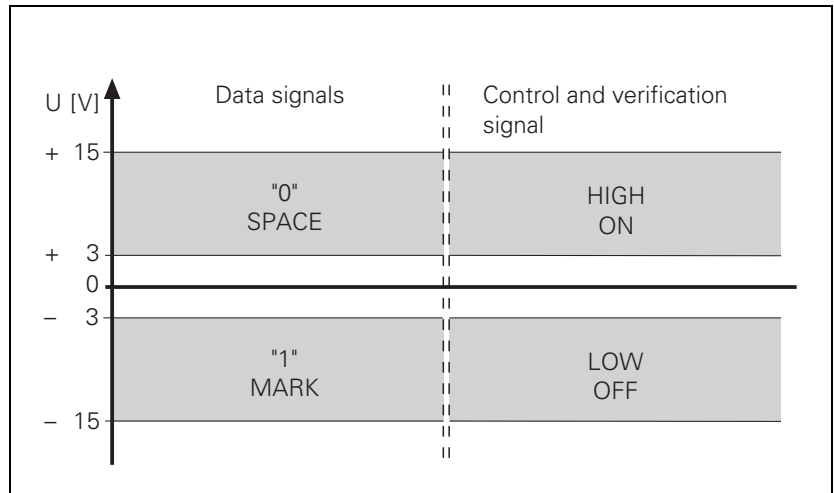 U [V]
Data signals
Control and verification
signal
+ 15
"0"
SPACE
HIGH
ON
+ 3
0
– 3
"1"
MARK
LOW
OFF
– 15